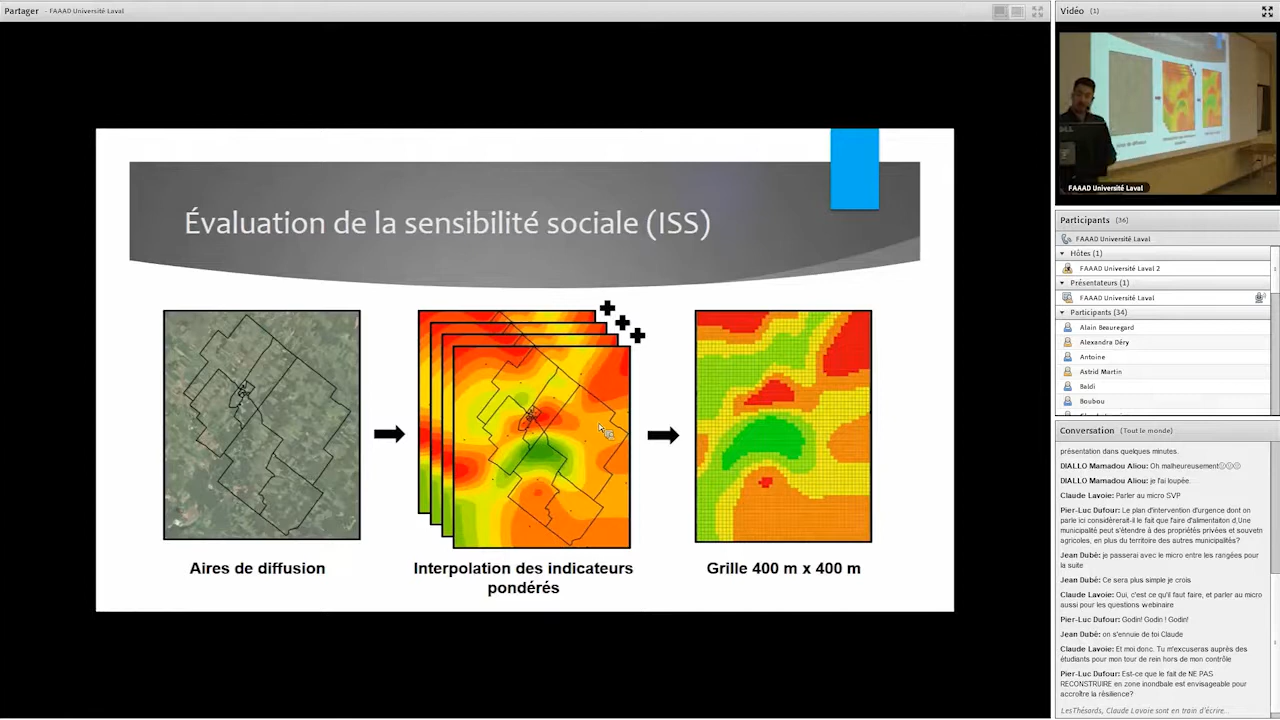 Partager - FAAAD Université Laval
Évaluation de la sensibilité sociale (ISS)
Aires de diffusion
Interpolation des indicateurs
pondérés
Grille 400 m x 400 m
Vidéo (1)
DELL
FAAAD Université Laval
Participants (36)
FAAAD Université Laval
Hôtes (1)
FAAAD Université Laval 2
Présentateurs (1)
FAAAD Université Laval
Participants (34)
Alain Beauregard
Alexandra Déry
Antoine
Astrid Martin
Baldi
Boubou
Conversation (Tout le monde)
présentation dans quelques minutes.
DIALLO Mamadou Aliou: Oh malheureusement
DIALLO Mamadou Aliou: je l'ai loupée.
Claude Lavoie: Parler au micro SVP
Pier-Luc Dufour: Le plan d'intervention d'urgence dont on
parle ici considèrerait-il le fait que l'aire d'alimentaiton d,Une
municipalité peut s'étendre à des propriétés privées et souvetn
agricoles, en plus du territoire des autres municipalités?
Jean Dubé: je passerai avec le micro entre les rangées pour
la suite
Jean Dubé: Ce sera plus simple je crois
Claude Lavoie: Oui, c'est ce qu'il faut faire, et parler au micro
aussi pour les questions webinaire
Pier-Luc Dufour: Godin! Godin ! Godin!
Jean Dubé: on s'ennuie de toi Claude
Claude Lavoie: Et moi donc. Tu m'excuseras auprès des
étudiants pour mon tour de rein hors de mon contrôle
Pier-Luc Dufour: Est-ce que le fait de NE PAS
RECONSTRUIRE en zone inondbale est envisageable pour
accroître la résilience?
LesThésards, Claude Lavoie sont en train d'écrire...